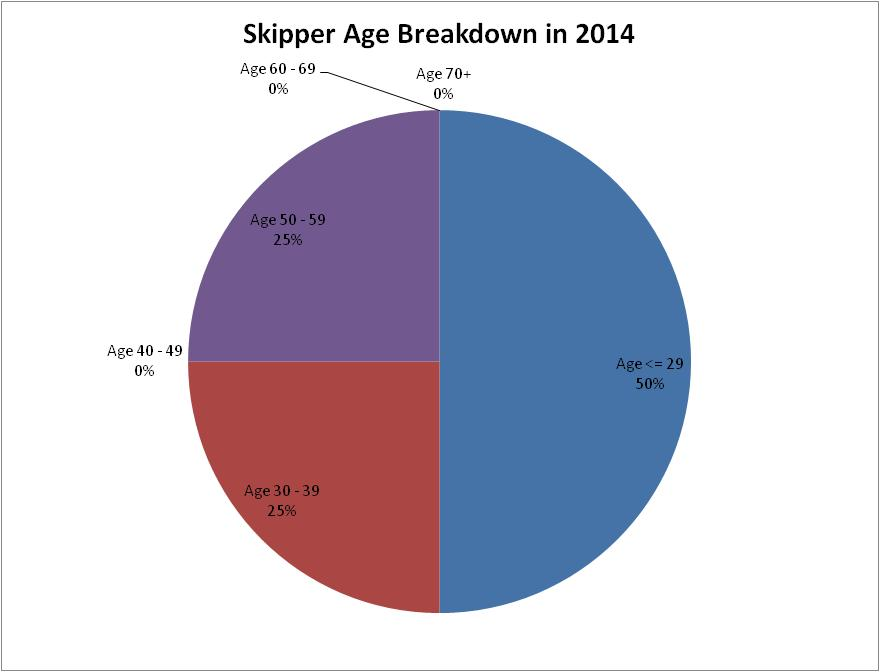 Skipper Age Breakdown in 2014
Age 60 - 69
0%
Age 70+
0%
Age 50 - 59
25%
Age 40 - 49
0%
Age <= 29
50%
Age 30 - 39
25%